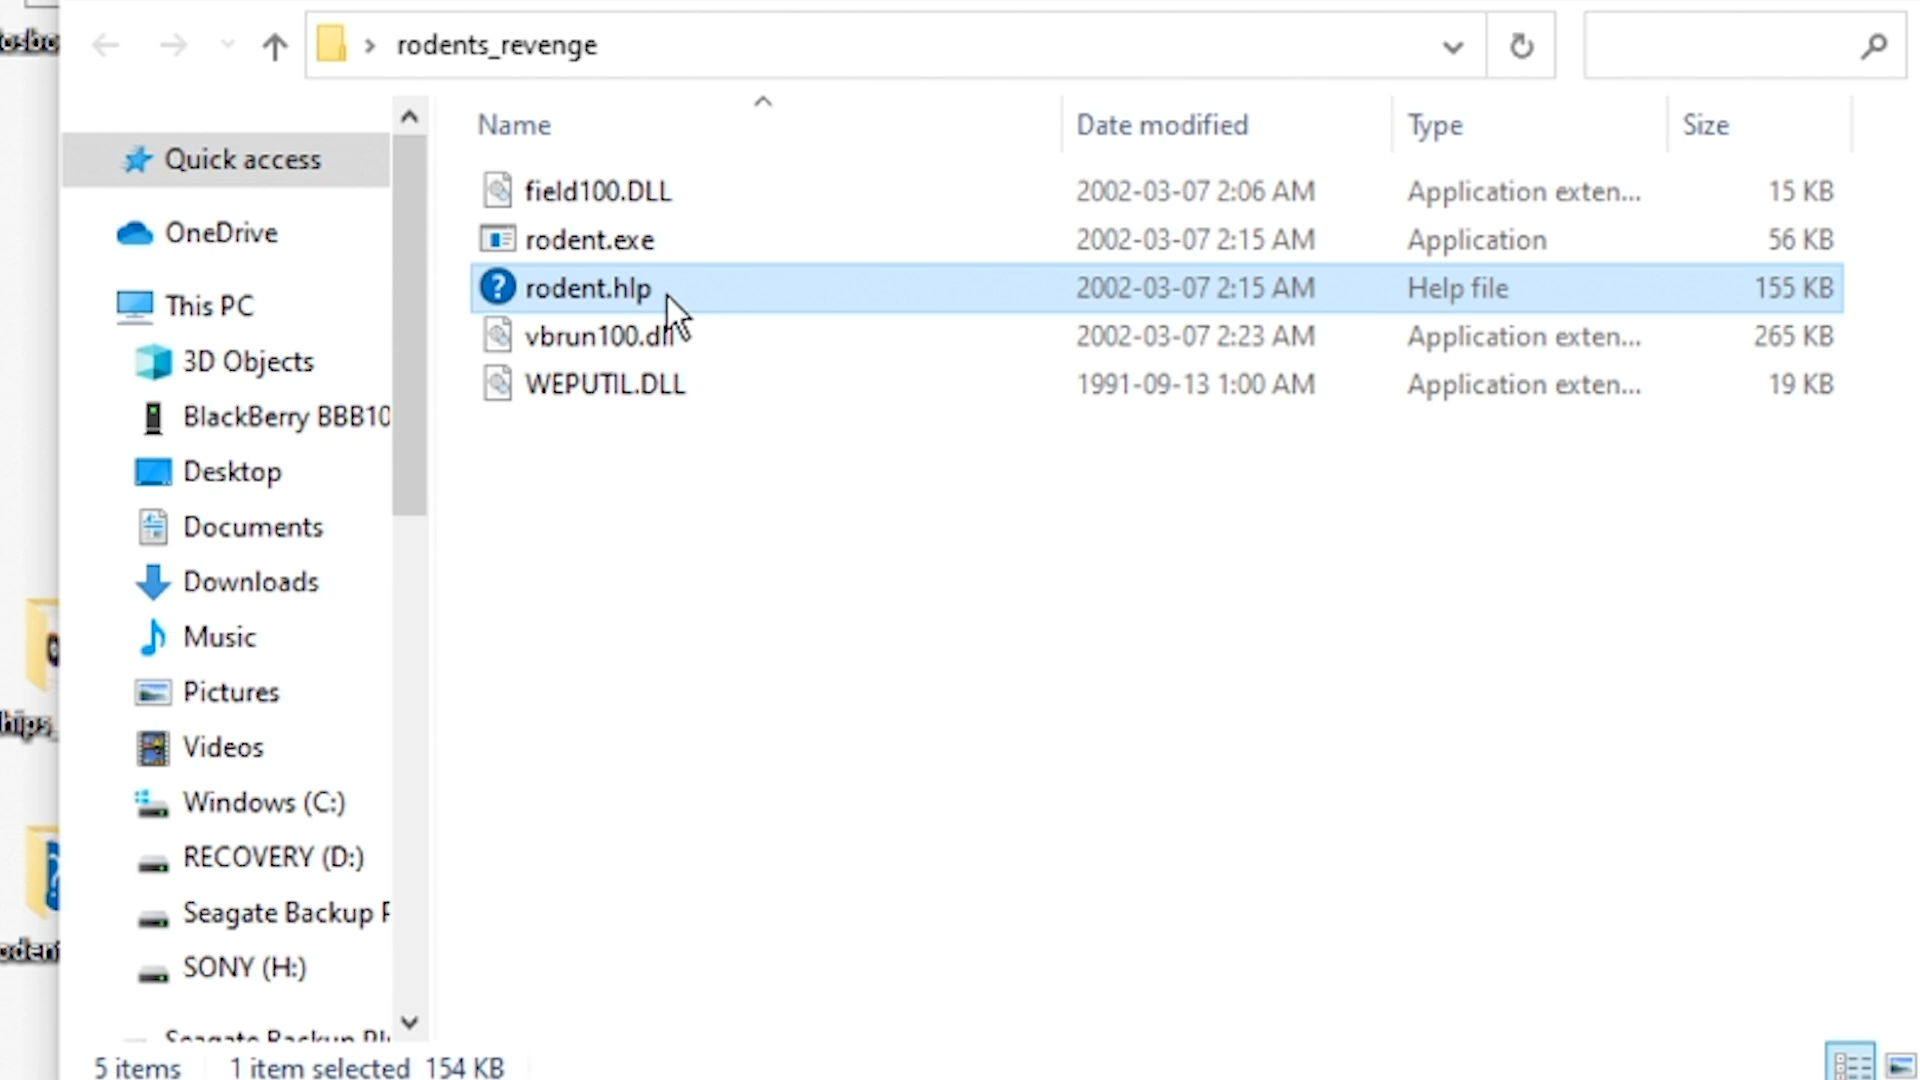 osbo
rodents_revenge
Name Date modified Type Size
Quick access
OneDrive
This PC
3D Objects
BlackBerry BBB10
Desktop
Documents
Downloads
Music
Pictures
Videos
Windows (C:)
RECOVERY (D:)
Seagate Backup P
SONY (H:)
Seagate Backup Pl
field100.DLL 2002-03-07 2:06 AM Application exten... 15 KB
rodent.exe 2002-03-07 2:15 AM Application 56 KB
rodent.hlp 2002-03-07 2:15 AM Help file 155 KB
vbrun100.dll 2002-03-07 2:23 AM Application exten... 265 KB
WEPUTIL.DLL 1991-09-13 1:00 AM Application exten... 19 KB
hips_
odent
5 items 1 item selected 154 KB